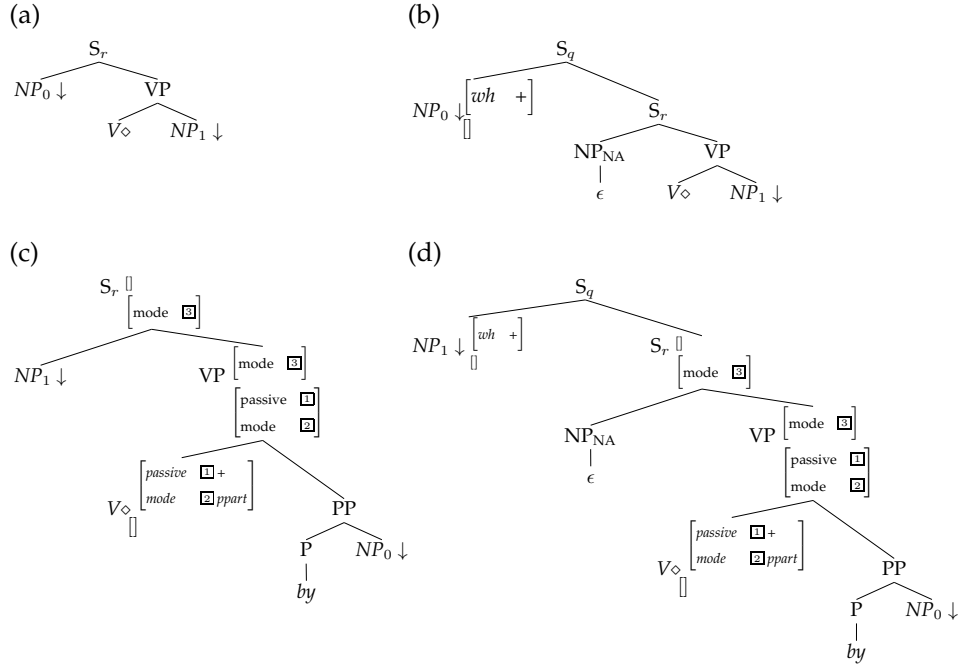 (a)
S_r
NP_0 ↓ VP
V◇ NP_1 ↓
(b)
S_q
NP_0 ↓ [wh +]
[]
S_r
NP_NA VP
ϵ V◇ NP_1 ↓
(c)
S_r []
[mode 3]
NP_1 ↓ VP [mode 3]
[passive 1
mode 2]
V◇ [passive 1 +
mode 2 ppart]
[]
PP
P NP_0 ↓
by
(d)
S_q
NP_1 ↓ [wh +]
[]
S_r []
[mode 3]
NP_NA VP [mode 3]
ϵ [passive 1
mode 2]
V◇ [passive 1 +
mode 2 ppart]
[]
PP
P NP_0 ↓
by